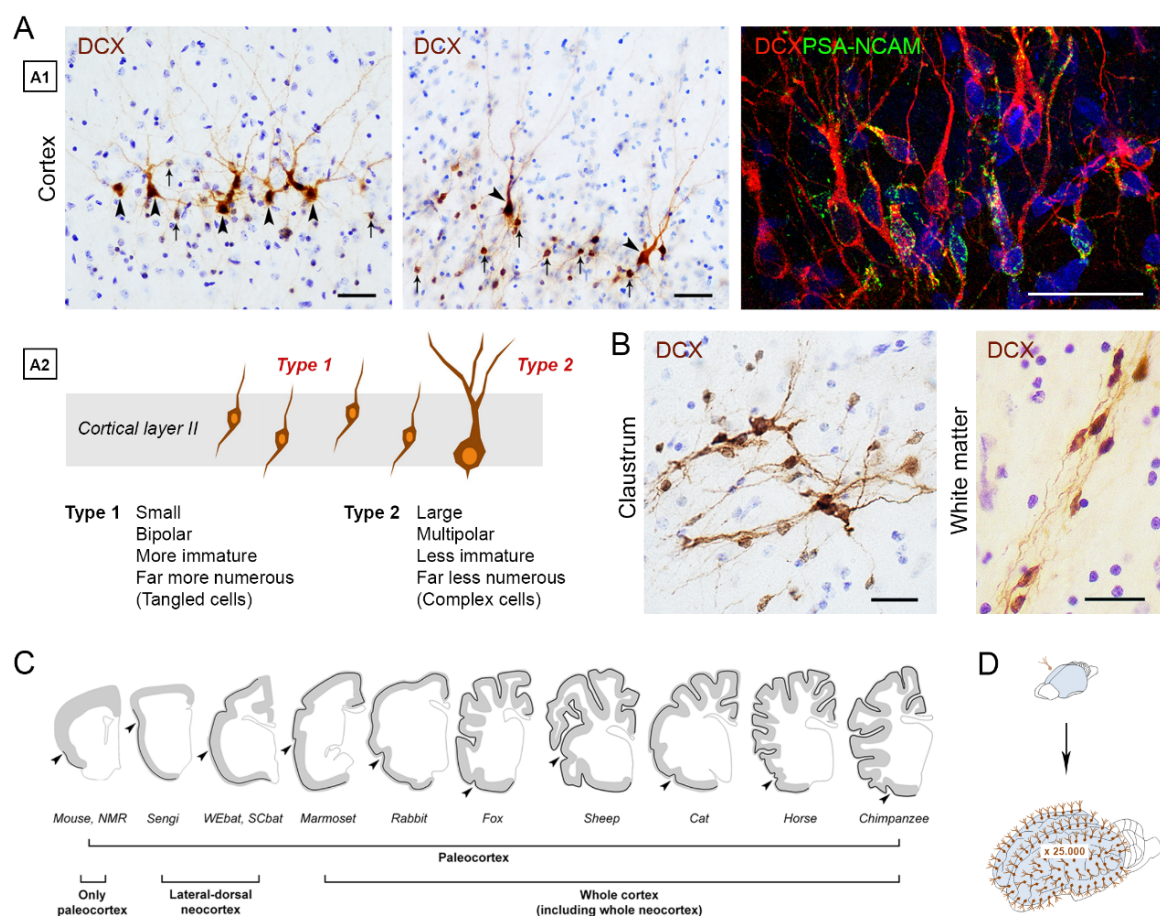 A
A1
Cortex
DCX
DCX
DCXPSA-NCAM
A2
Type 1
Type 2
Cortical layer II
Type 1 Small
Bipolar
More immature
Far more numerous
(Tangled cells)
Type 2 Large
Multipolar
Less immature
Far less numerous
(Complex cells)
B
Claustrum
DCX
White matter
DCX
C
Mouse, NMR
Sengi
WEbat, SCbat
Marmoset
Rabbit
Fox
Sheep
Cat
Horse
Chimpanzee
Paleocortex
Only
paleocortex
Lateral-dorsal
neocortex
Whole cortex
(including whole neocortex)
D
x 25.000